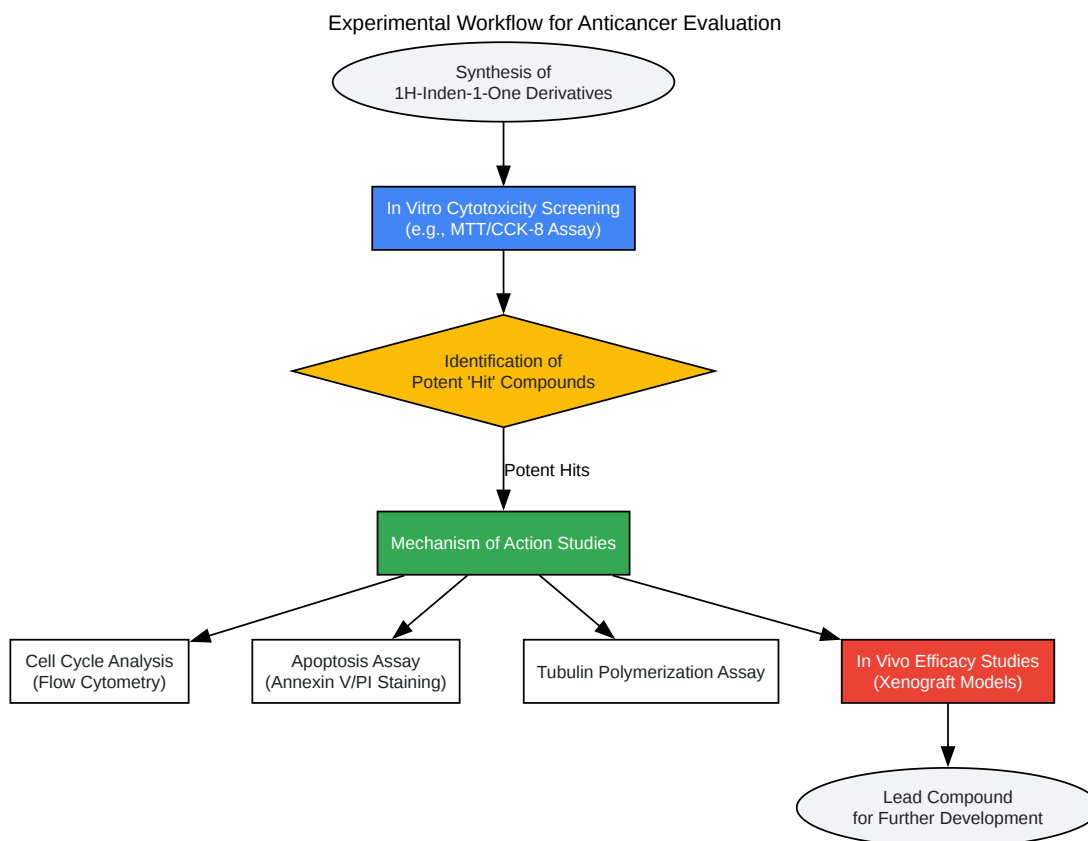 Experimental Workflow for Anticancer Evaluation
Synthesis of
1H-Inden-1-One Derivatives
In Vitro Cytotoxicity Screening
(e.g., MTT/CCK-8 Assay)
Identification of
Potent 'Hit' Compounds
Potent Hits
Mechanism of Action Studies
Cell Cycle Analysis
(Flow Cytometry)
Apoptosis Assay
(Annexin V/PI Staining)
Tubulin Polymerization Assay
In Vivo Efficacy Studies
(Xenograft Models)
Lead Compound
for Further Development